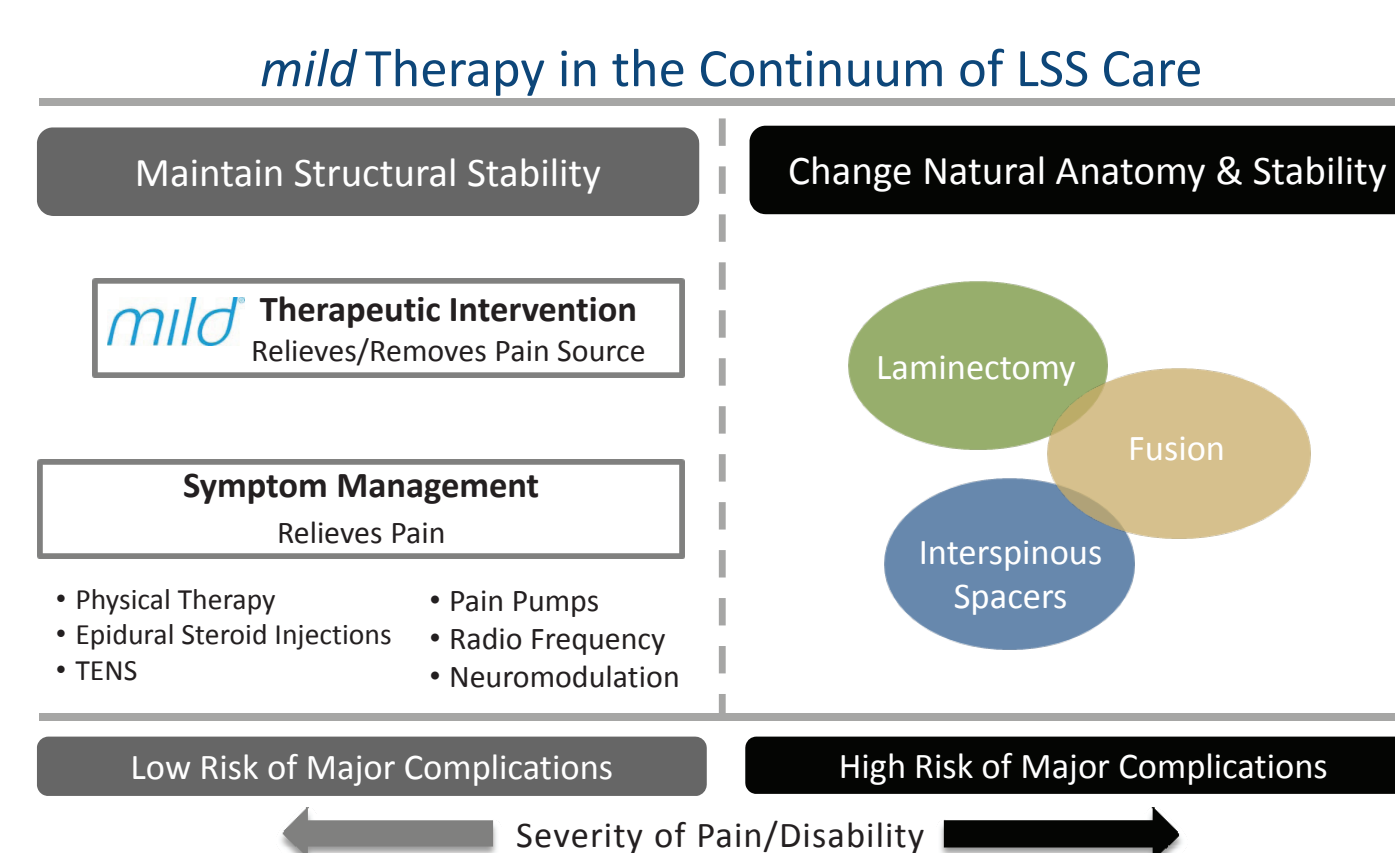 mild Therapy in the Continuum of LSS Care
Maintain Structural Stability
Change Natural Anatomy & Stability
mild® Therapeutic Intervention
Relieves/Removes Pain Source
Symptom Management
Relieves Pain
• Physical Therapy
• Epidural Steroid Injections
• TENS
• Pain Pumps
• Radio Frequency
• Neuromodulation
Laminectomy
Fusion
Interspinous
Spacers
Low Risk of Major Complications
High Risk of Major Complications
Severity of Pain/Disability